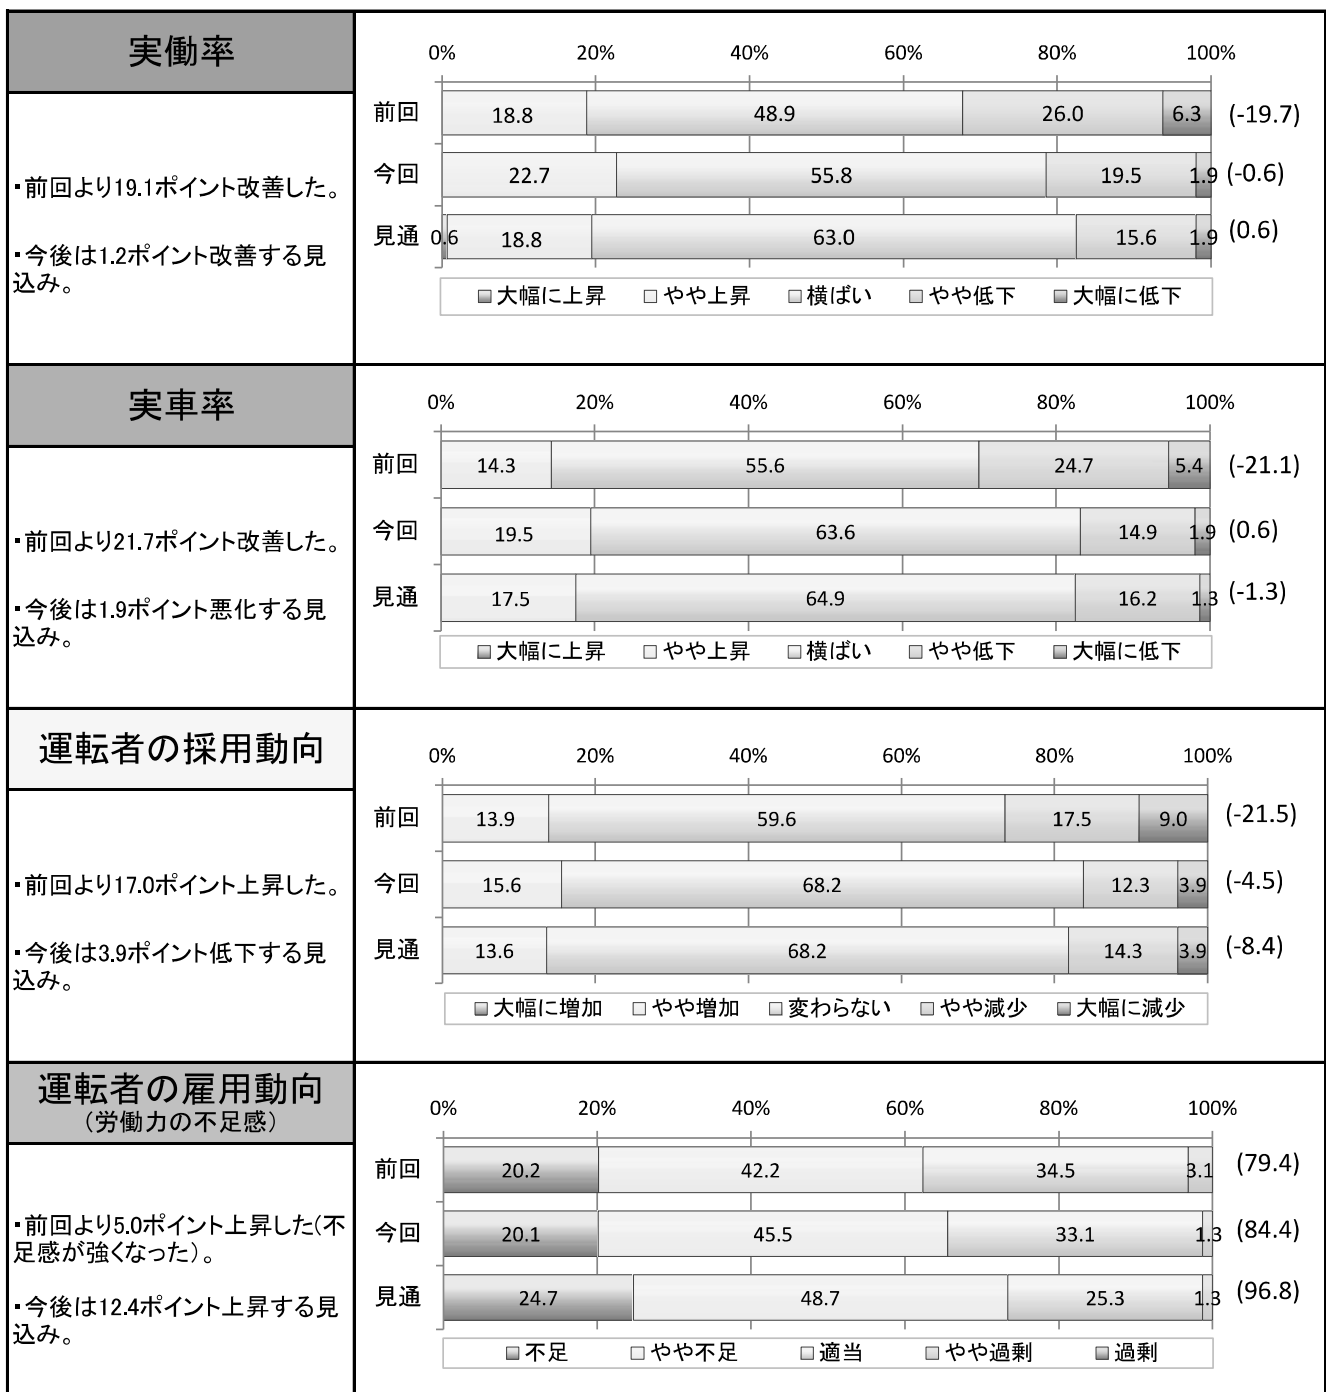 実働率
・前回より19.1ポイント改善した。
・今後は1.2ポイント改善する見
込み。
0% 20% 40% 60% 80% 100%
前回 18.8 48.9 26.0 6.3 (-19.7)
今回 22.7 55.8 19.5 1.9 (-0.6)
見通 0.6 18.8 63.0 15.6 1.9 (0.6)
大幅に上昇 やや上昇 横ばい やや低下 大幅に低下
実車率
・前回より21.7ポイント改善した。
・今後は1.9ポイント悪化する見
込み。
0% 20% 40% 60% 80% 100%
前回 14.3 55.6 24.7 5.4 (-21.1)
今回 19.5 63.6 14.9 1.9 (0.6)
見通 17.5 64.9 16.2 1.3 (-1.3)
大幅に上昇 やや上昇 横ばい やや低下 大幅に低下
運転者の採用動向
・前回より17.0ポイント上昇した。
・今後は3.9ポイント低下する見
込み。
0% 20% 40% 60% 80% 100%
前回 13.9 59.6 17.5 9.0 (-21.5)
今回 15.6 68.2 12.3 3.9 (-4.5)
見通 13.6 68.2 14.3 3.9 (-8.4)
大幅に増加 やや増加 変わらない やや減少 大幅に減少
運転者の雇用動向
(労働力の不足感)
・前回より5.0ポイント上昇した(不
足感が強くなった)。
・今後は12.4ポイント上昇する見
込み。
0% 20% 40% 60% 80% 100%
前回 20.2 42.2 34.5 3.1 (79.4)
今回 20.1 45.5 33.1 1.3 (84.4)
見通 24.7 48.7 25.3 1.3 (96.8)
不足 やや不足 適当 やや過剰 過剰